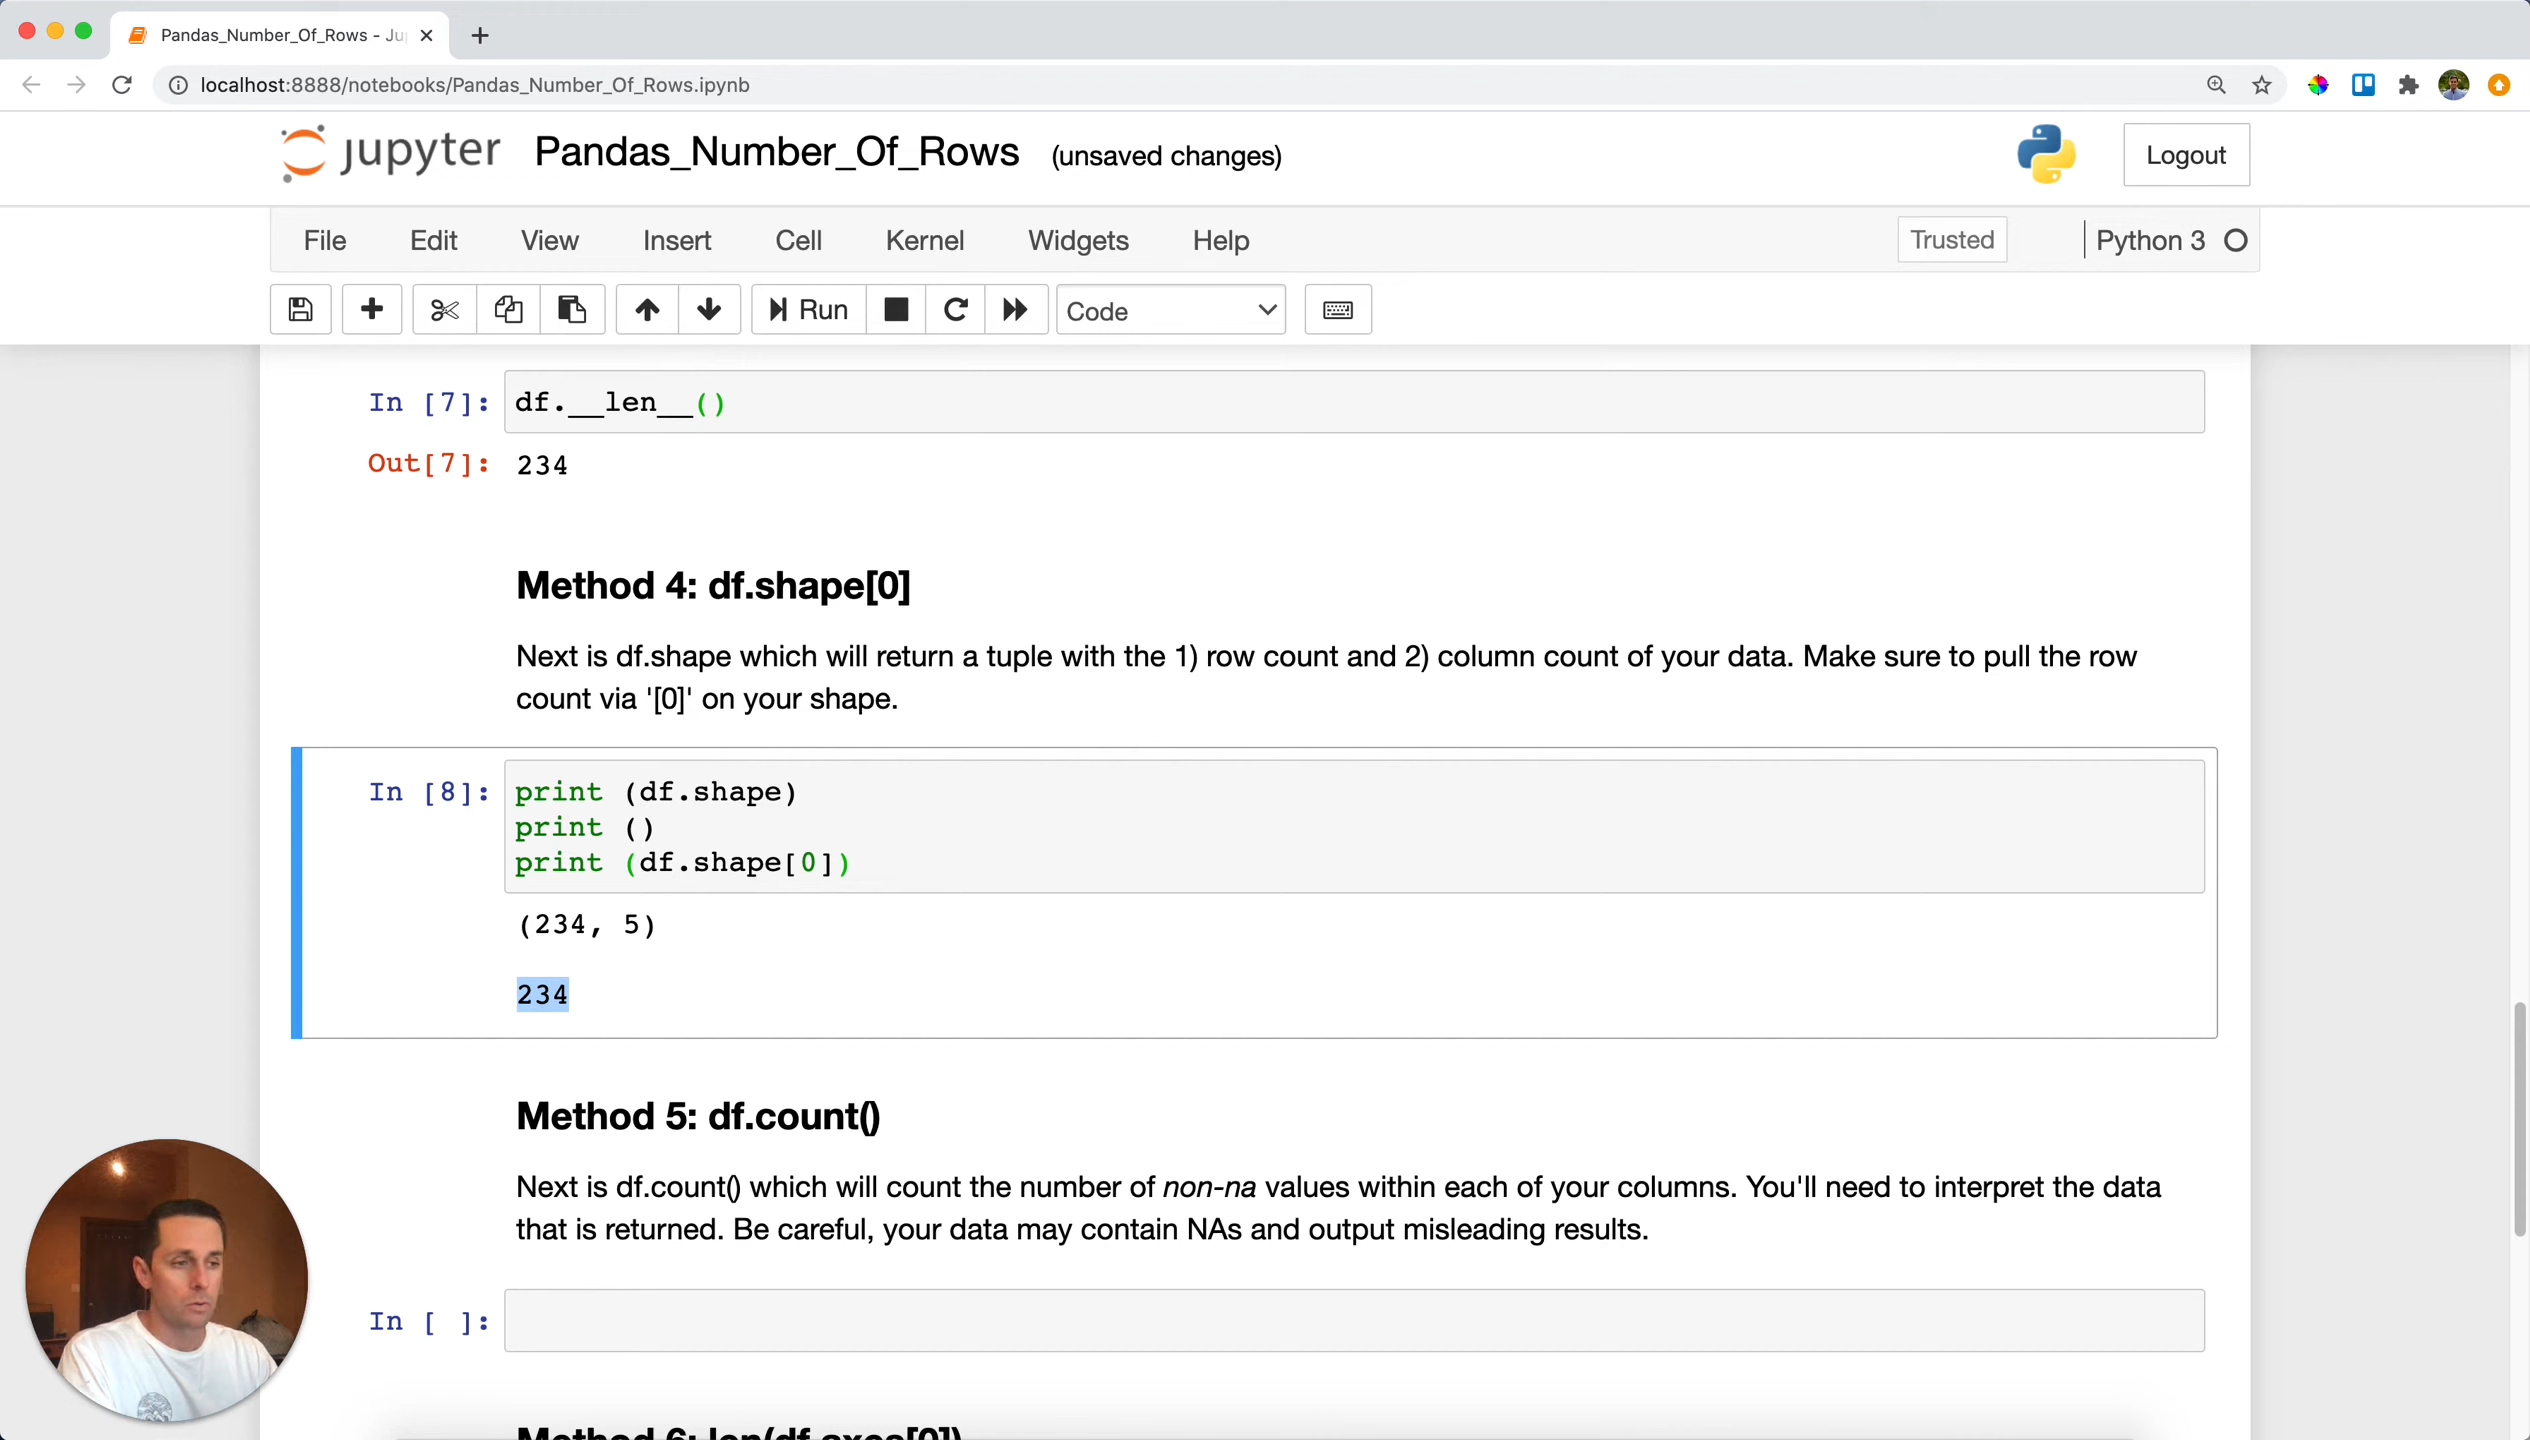 Pandas_Number_Of_Rows - Ju
localhost:8888/notebooks/Pandas_Number_Of_Rows.ipynb
jupyter Pandas_Number_Of_Rows (unsaved changes)
Logout
File Edit View Insert Cell Kernel Widgets Help Trusted Python 3
Run Code
In [7]: df.__len__()
Out[7]: 234
Method 4: df.shape[0]
Next is df.shape which will return a tuple with the 1) row count and 2) column count of your data. Make sure to pull the row
count via '[0]' on your shape.
In [8]: print (df.shape)
print ()
print (df.shape[0])
(234, 5)
234
Method 5: df.count()
Next is df.count() which will count the number of non-na values within each of your columns. You'll need to interpret the data
that is returned. Be careful, your data may contain NAs and output misleading results.
In [ ]:
Method 6: len(df.axes[0])